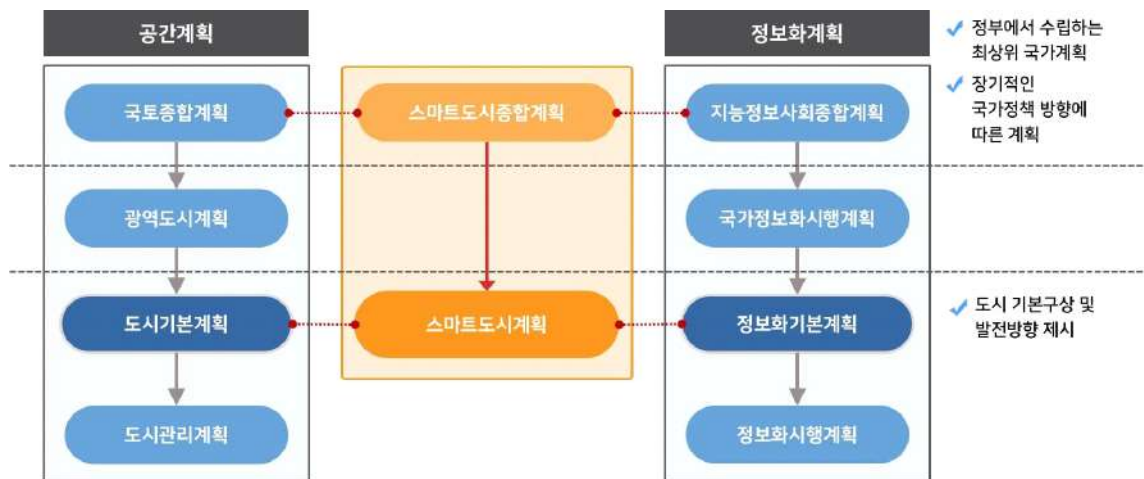 공간계획
정보화계획
정부에서 수립하는
최상위 국가계획
장기적인
국가정책 방향에
따른 계획
국토종합계획
스마트도시종합계획
지능정보사회종합계획
광역도시계획
국가정보화시행계획
도시기본계획
스마트도시계획
정보화기본계획
도시 기본구상 및
발전방향 제시
도시관리계획
정보화시행계획